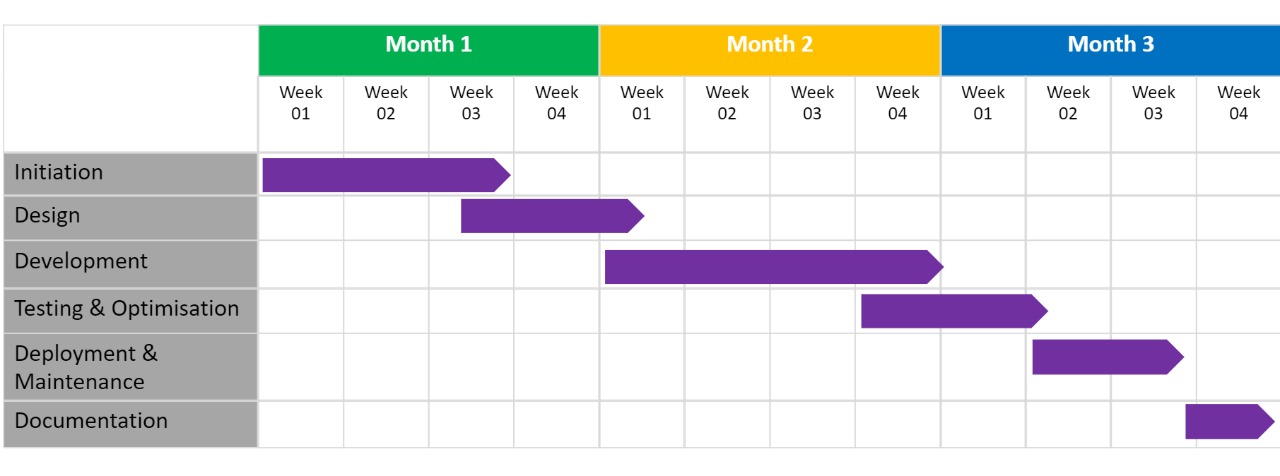 Month 1 Month 2 Month 3
Week Week Week Week Week Week Week Week Week Week Week Week
01 02 03 04 01 02 03 04 01 02 03 04
Initiation
Design
Development
Testing & Optimisation
Deployment &
Maintenance
Documentation